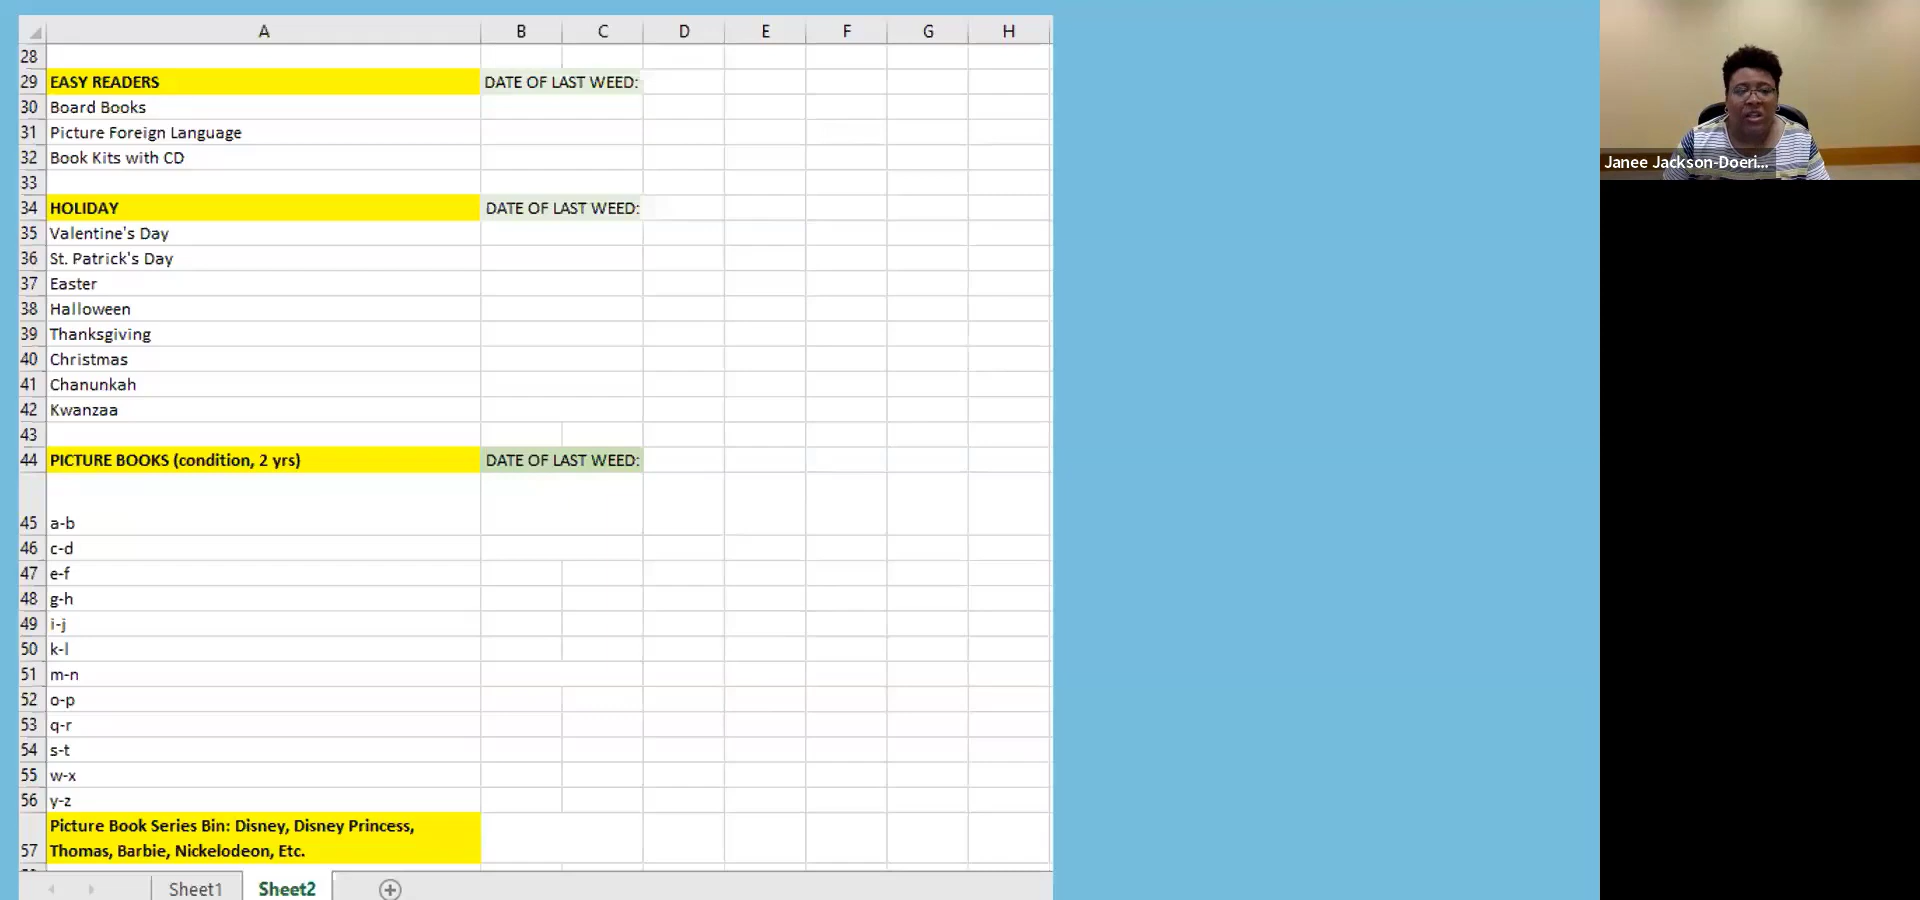 A B C D E F G H
28
29 EASY READERS DATE OF LAST WEED:
30 Board Books
31 Picture Foreign Language
32 Book Kits with CD
33
34 HOLIDAY DATE OF LAST WEED:
35 Valentine's Day
36 St. Patrick's Day
37 Easter
38 Halloween
39 Thanksgiving
40 Christmas
41 Chanunkah
42 Kwanzaa
43
44 PICTURE BOOKS (condition, 2 yrs) DATE OF LAST WEED:
45 a-b
46 c-d
47 e-f
48 g-h
49 i-j
50 k-l
51 m-n
52 o-p
53 q-r
54 s-t
55 w-x
56 y-z
Picture Book Series Bin: Disney, Disney Princess,
57 Thomas, Barbie, Nickelodeon, Etc.
Sheet1 Sheet2
Janee Jackson-Doeri...